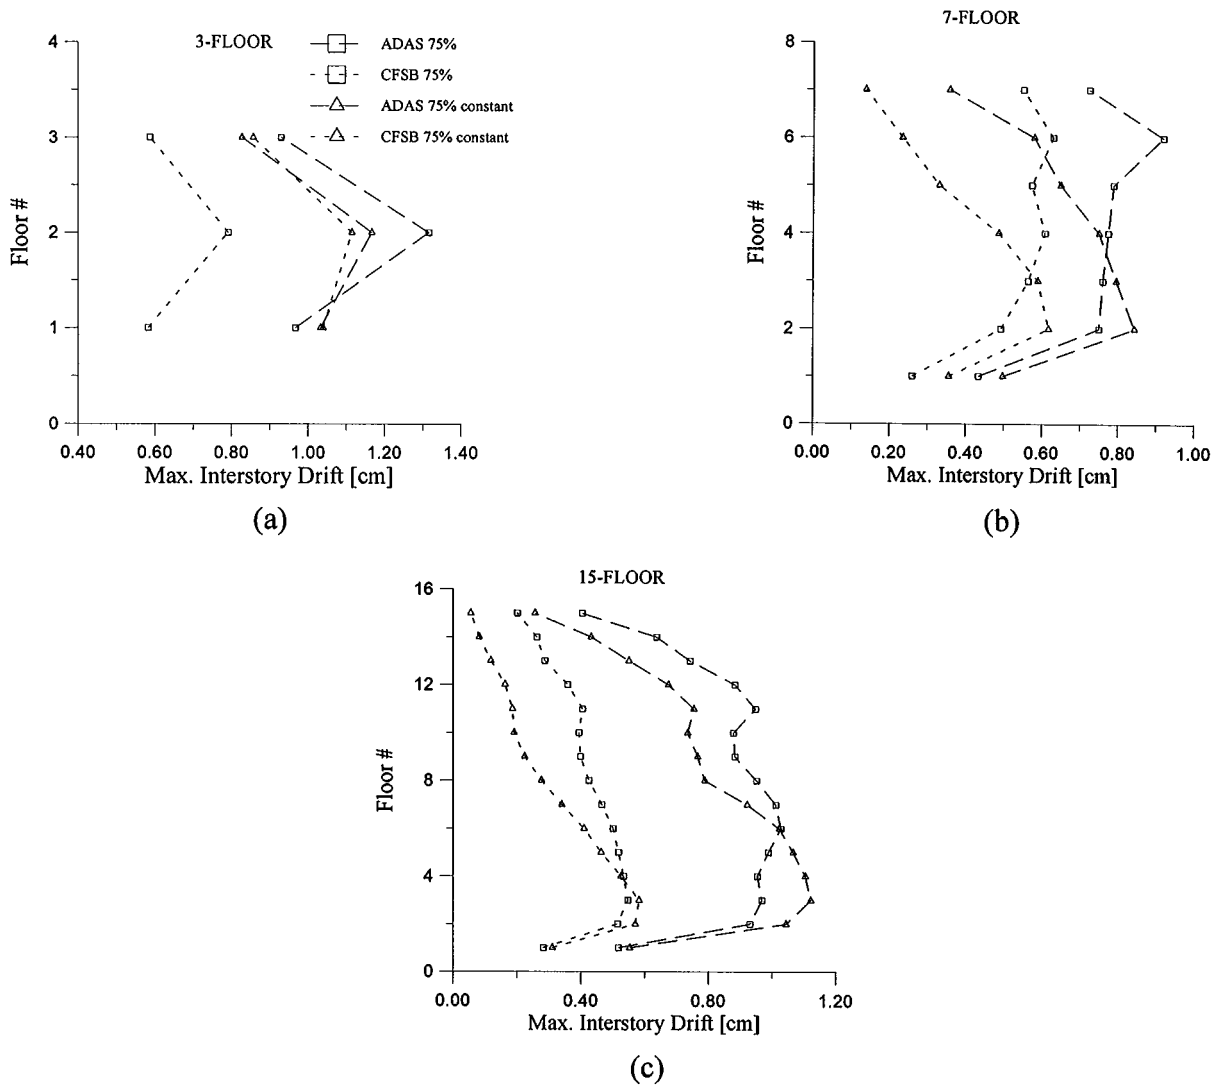 3-FLOOR
ADAS 75%
CFSB 75%
ADAS 75% constant
CFSB 75% constant
4
3
2
1
0
Floor #
0.40 0.60 0.80 1.00 1.20 1.40
Max. Interstory Drift [cm]
(a)
7-FLOOR
8
6
4
2
0
Floor #
0.00 0.20 0.40 0.60 0.80 1.00
Max. Interstory Drift [cm]
(b)
15-FLOOR
16
12
8
4
0
Floor #
0.00 0.40 0.80 1.20
Max. Interstory Drift [cm]
(c)